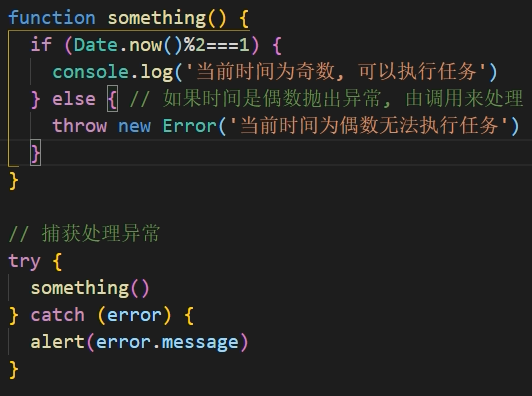 function something() {
  if (Date.now()%2===1) {
    console.log('当前时间为奇数, 可以执行任务')
  } else { // 如果时间是偶数抛出异常, 由调用来处理
    throw new Error('当前时间为偶数无法执行任务')
  }
}
// 捕获处理异常
try {
  something()
} catch (error) {
  alert(error.message)
}